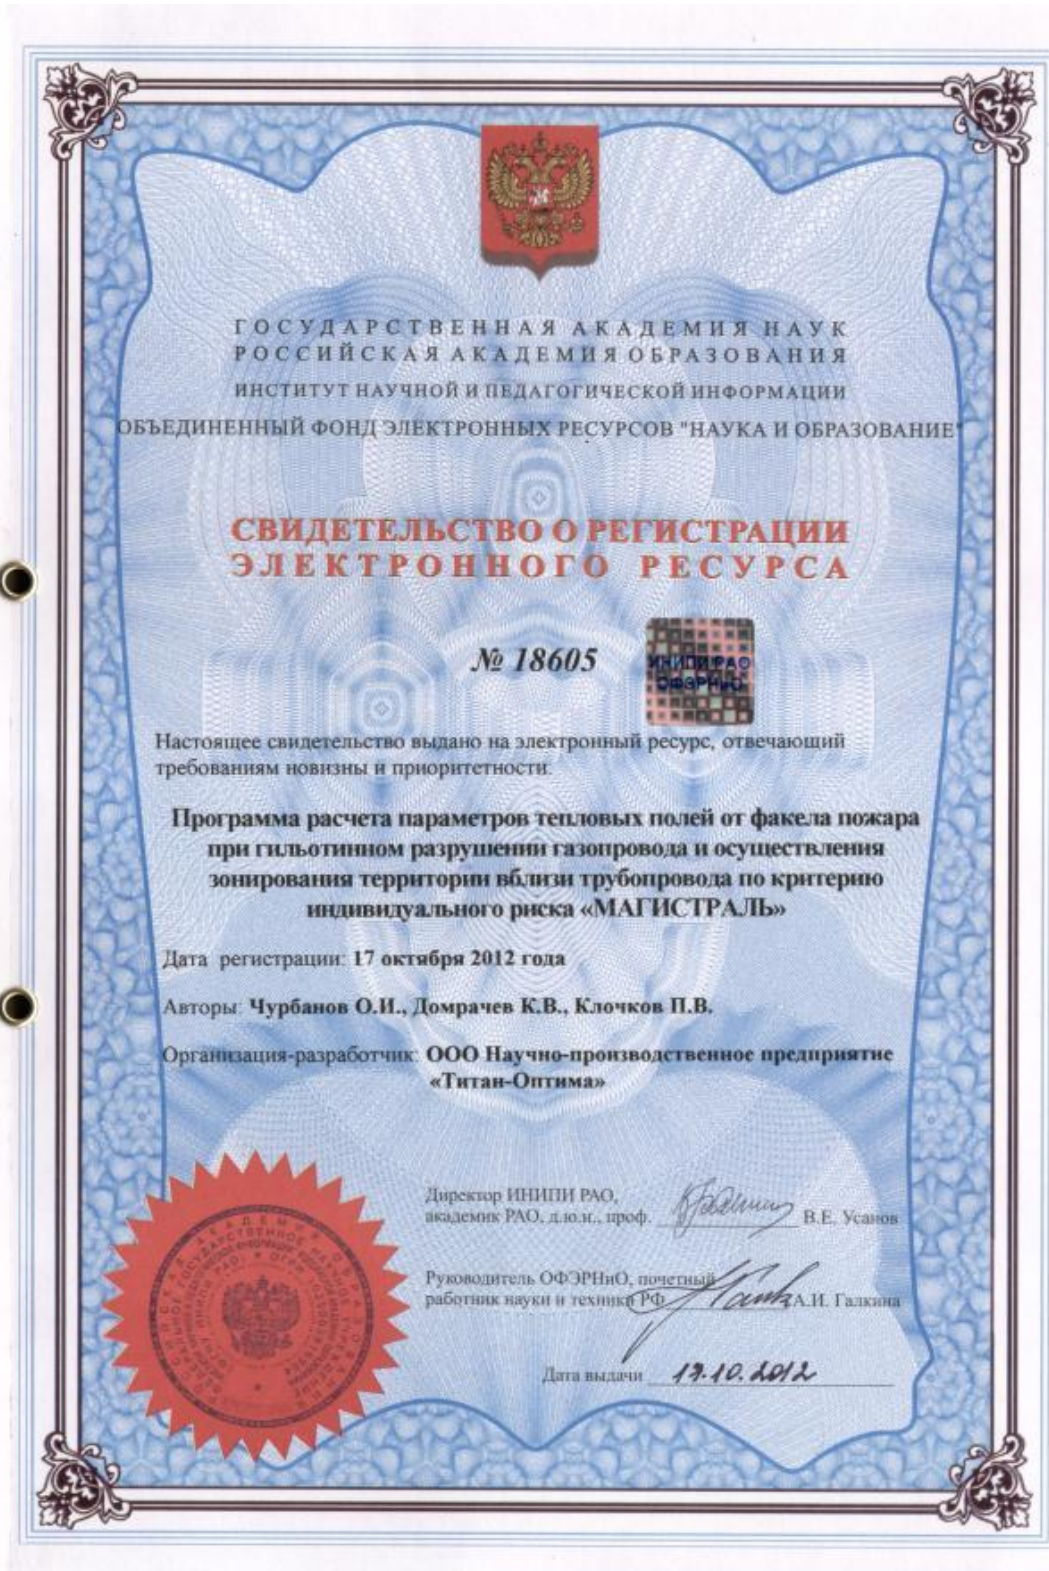 ГОСУДАРСТВЕННАЯ АКАДЕМИЯ НАУК
РОССИЙСКАЯ АКАДЕМИЯ ОБРАЗОВАНИЯ
ИНСТИТУТ НАУЧНОЙ И ПЕДАГОГИЧЕСКОЙ ИНФОРМАЦИИ
ОБЪЕДИНЕННЫЙ ФОНД ЭЛЕКТРОННЫХ РЕСУРСОВ "НАУКА И ОБРАЗОВАНИЕ"
СВИДЕТЕЛЬСТВО О РЕГИСТРАЦИИ
ЭЛЕКТРОННОГО РЕСУРСА
№ 18605
ИНИПИ РАО
ОФЭРНиО
Настоящее свидетельство выдано на электронный ресурс, отвечающий
требованиям новизны и приоритетности:
Программа расчета параметров тепловых полей от факела пожара
при гильотинном разрушении газопровода и осуществления
зонирования территории вблизи трубопровода по критерию
индивидуального риска «МАГИСТРАЛЬ»
Дата регистрации: 17 октября 2012 года
Авторы: Чурбанов О.И., Домрачев К.В., Клочков П.В.
Организация-разработчик: ООО Научно-производственное предприятие
«Титан-Оптима»
Директор ИНИПИ РАО,
академик РАО, д.ю.н., проф. В.Е. Усанов
Руководитель ОФЭРНиО, почетный
работник науки и техники РФ А.И. Галкина
Дата выдачи 17.10.2012